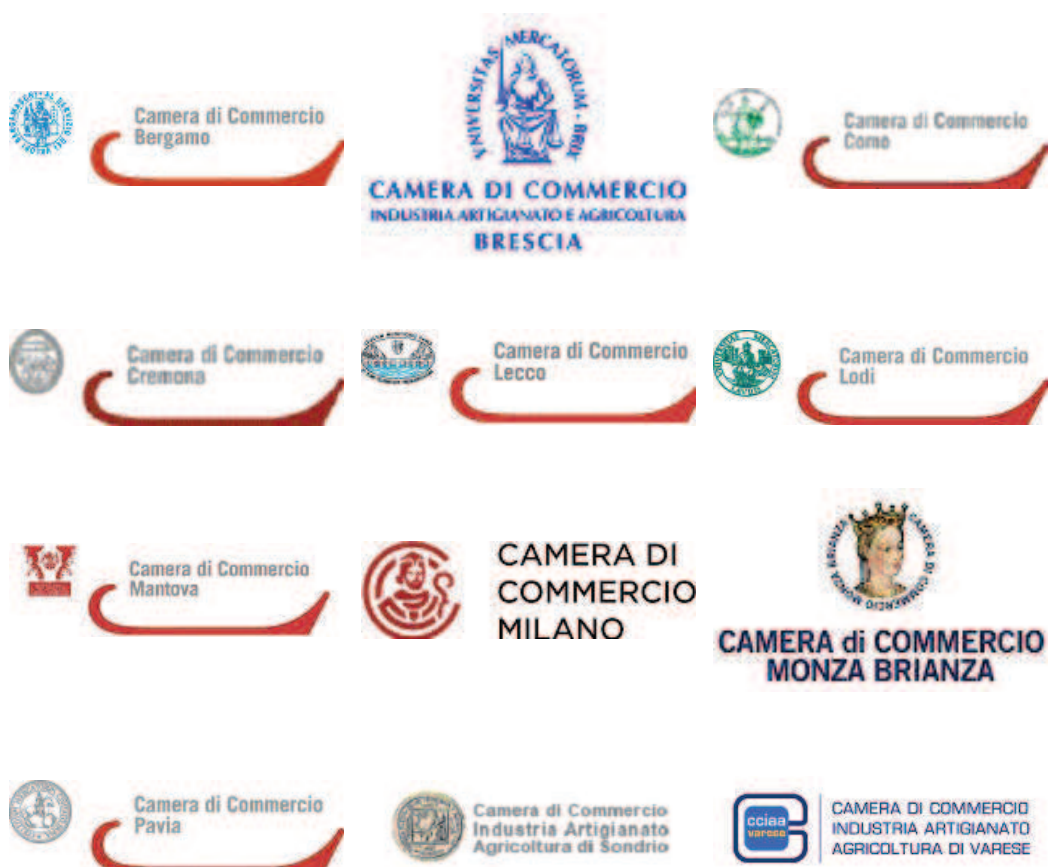 Camera di Commercio
Bergamo
VNIVERSITAS MERCATORUM - BRIX
CAMERA DI COMMERCIO
INDUSTRIA ARTIGIANATO E AGRICOLTURA
BRESCIA
Camera di Commercio
Como
Camera di Commercio
Cremona
Camera di Commercio
Lecco
Camera di Commercio
Lodi
Camera di Commercio
Mantova
CAMERA DI
COMMERCIO
MILANO
CAMERA DI COMMERCIO MONZA BRIANZA
CAMERA di COMMERCIO
MONZA BRIANZA
Camera di Commercio
Pavia
Camera di Commercio
Industria Artigianato
Agricoltura di Sondrio
cciaa
varese
CAMERA DI COMMERCIO
INDUSTRIA ARTIGIANATO
AGRICOLTURA DI VARESE